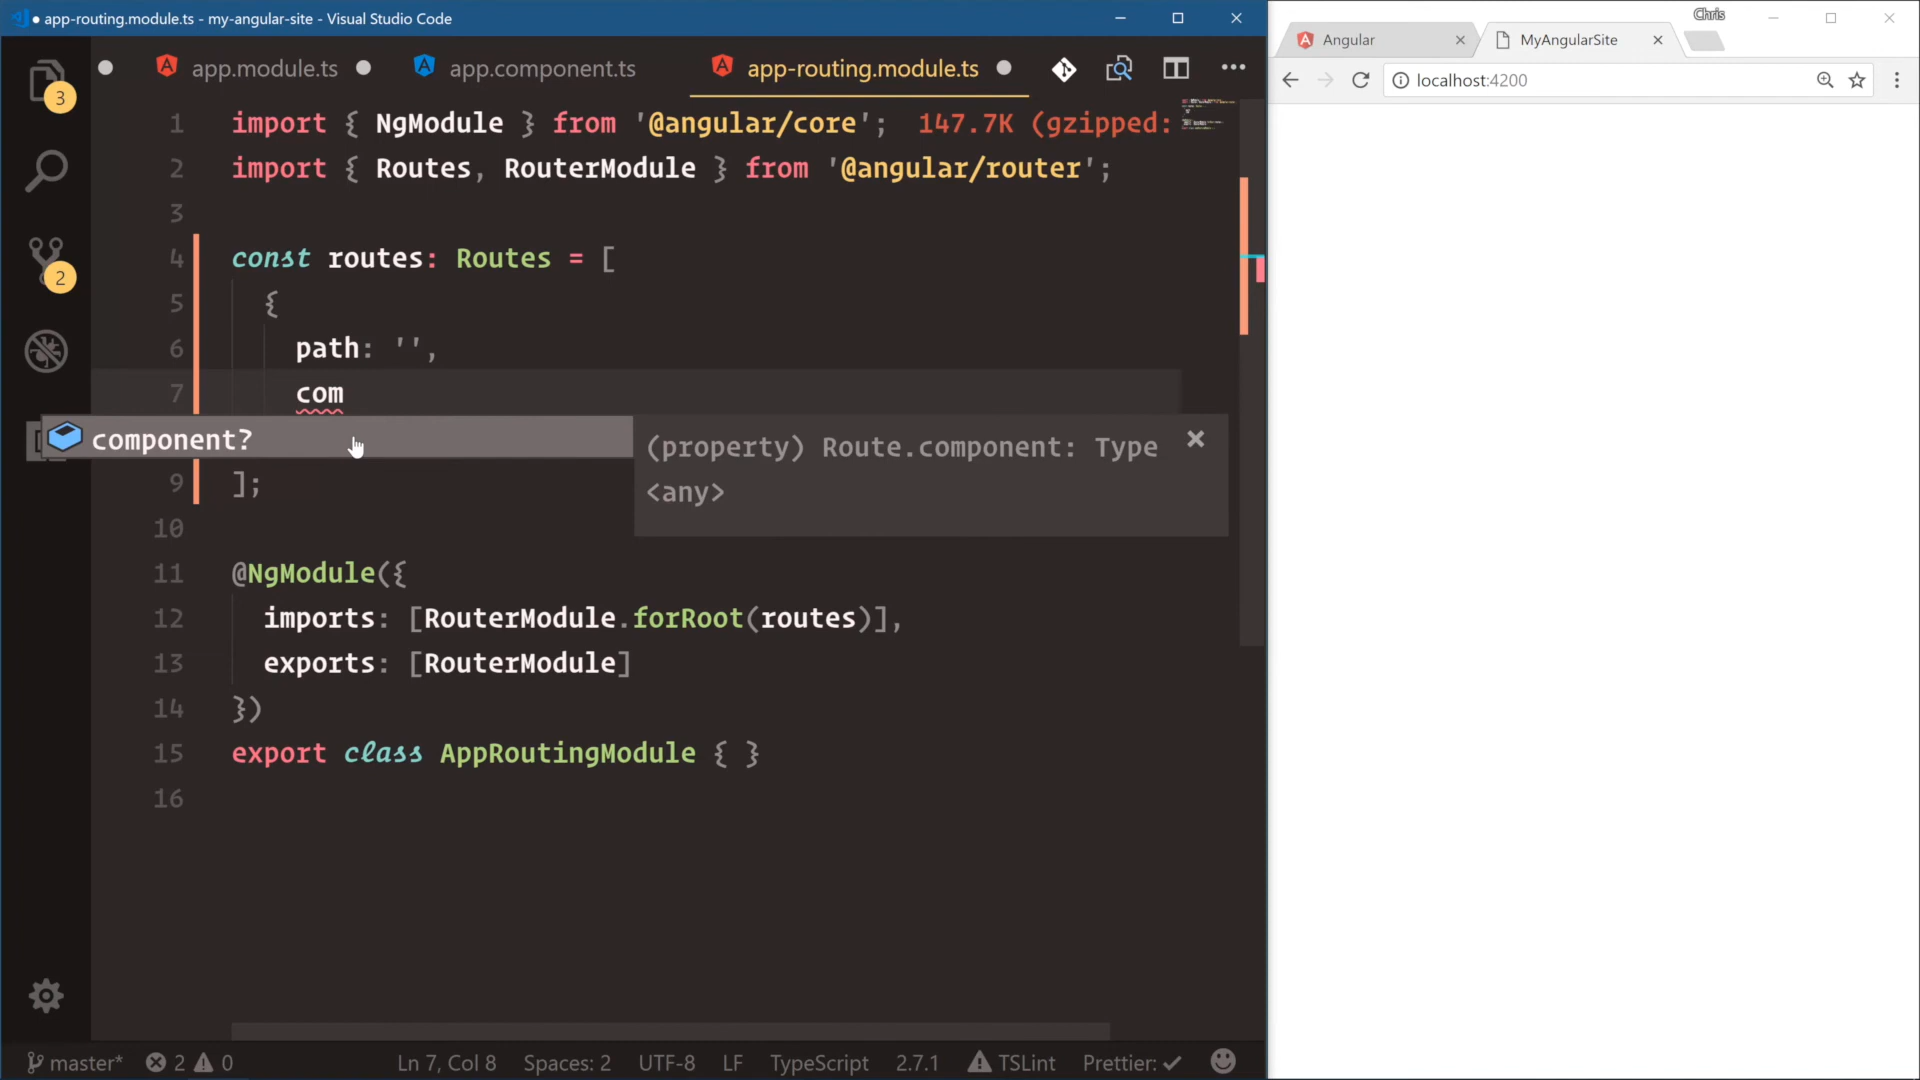 app-routing.module.ts - my-angular-site - Visual Studio Code
app.module.ts
app.component.ts
app-routing.module.ts
3
2
1 import { NgModule } from '@angular/core'; 147.7K (gzipped:
2 import { Routes, RouterModule } from '@angular/router';
3
4 const routes: Routes = [
5 {
6 path: '',
7 com
component?
(property) Route.component: Type
<any>
9 ];
10
11 @NgModule({
12 imports: [RouterModule.forRoot(routes)],
13 exports: [RouterModule]
14 })
15 export class AppRoutingModule { }
16
master* 2 0 Ln 7, Col 8 Spaces: 2 UTF-8 LF TypeScript 2.7.1 TSLint Prettier: ✓
Chris
Angular
MyAngularSite
localhost:4200